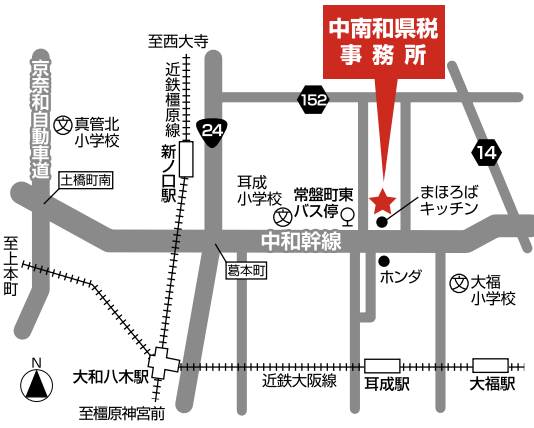 中南和県税
事務所
至西大寺
近鉄橿原線
京奈和自動車道
真管北
小学校
24
152
14
新ノ口駅
土橋町南
耳成
小学校
常盤町東
バス停
まほろば
キッチン
中和幹線
至上本町
葛本町
ホンダ
大福
小学校
N
大和八木駅
近鉄大阪線
耳成駅
大福駅
至橿原神宮前
文
文
文